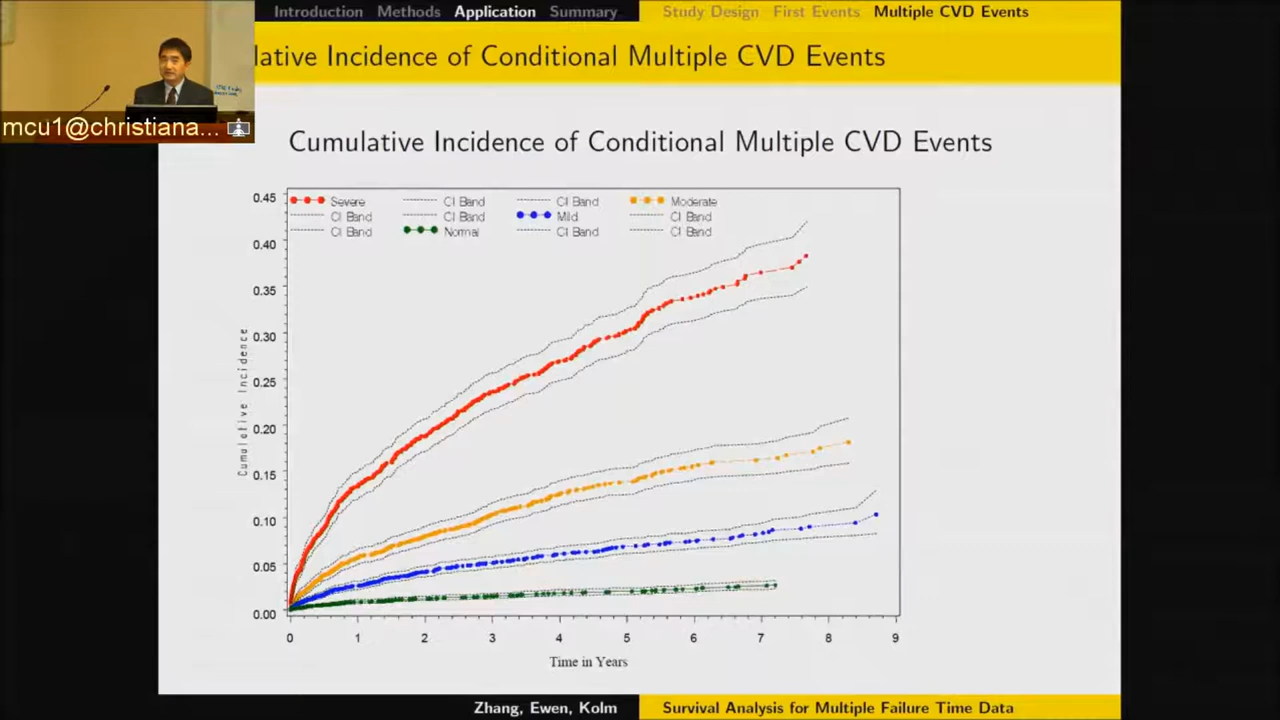 Introduction Methods Application Summary
Study Design First Events Multiple CVD Events
lative Incidence of Conditional Multiple CVD Events
mcu1@christiana...
Cumulative Incidence of Conditional Multiple CVD Events
Severe CI Band CI Band Moderate
CI Band CI Band Mild CI Band
CI Band Normal CI Band CI Band
0.45
0.40
0.35
0.30
0.25
0.20
0.15
0.10
0.05
0.00
Cumulative Incidence
0 1 2 3 4 5 6 7 8 9
Time in Years
Zhang, Ewen, Kolm
Survival Analysis for Multiple Failure Time Data